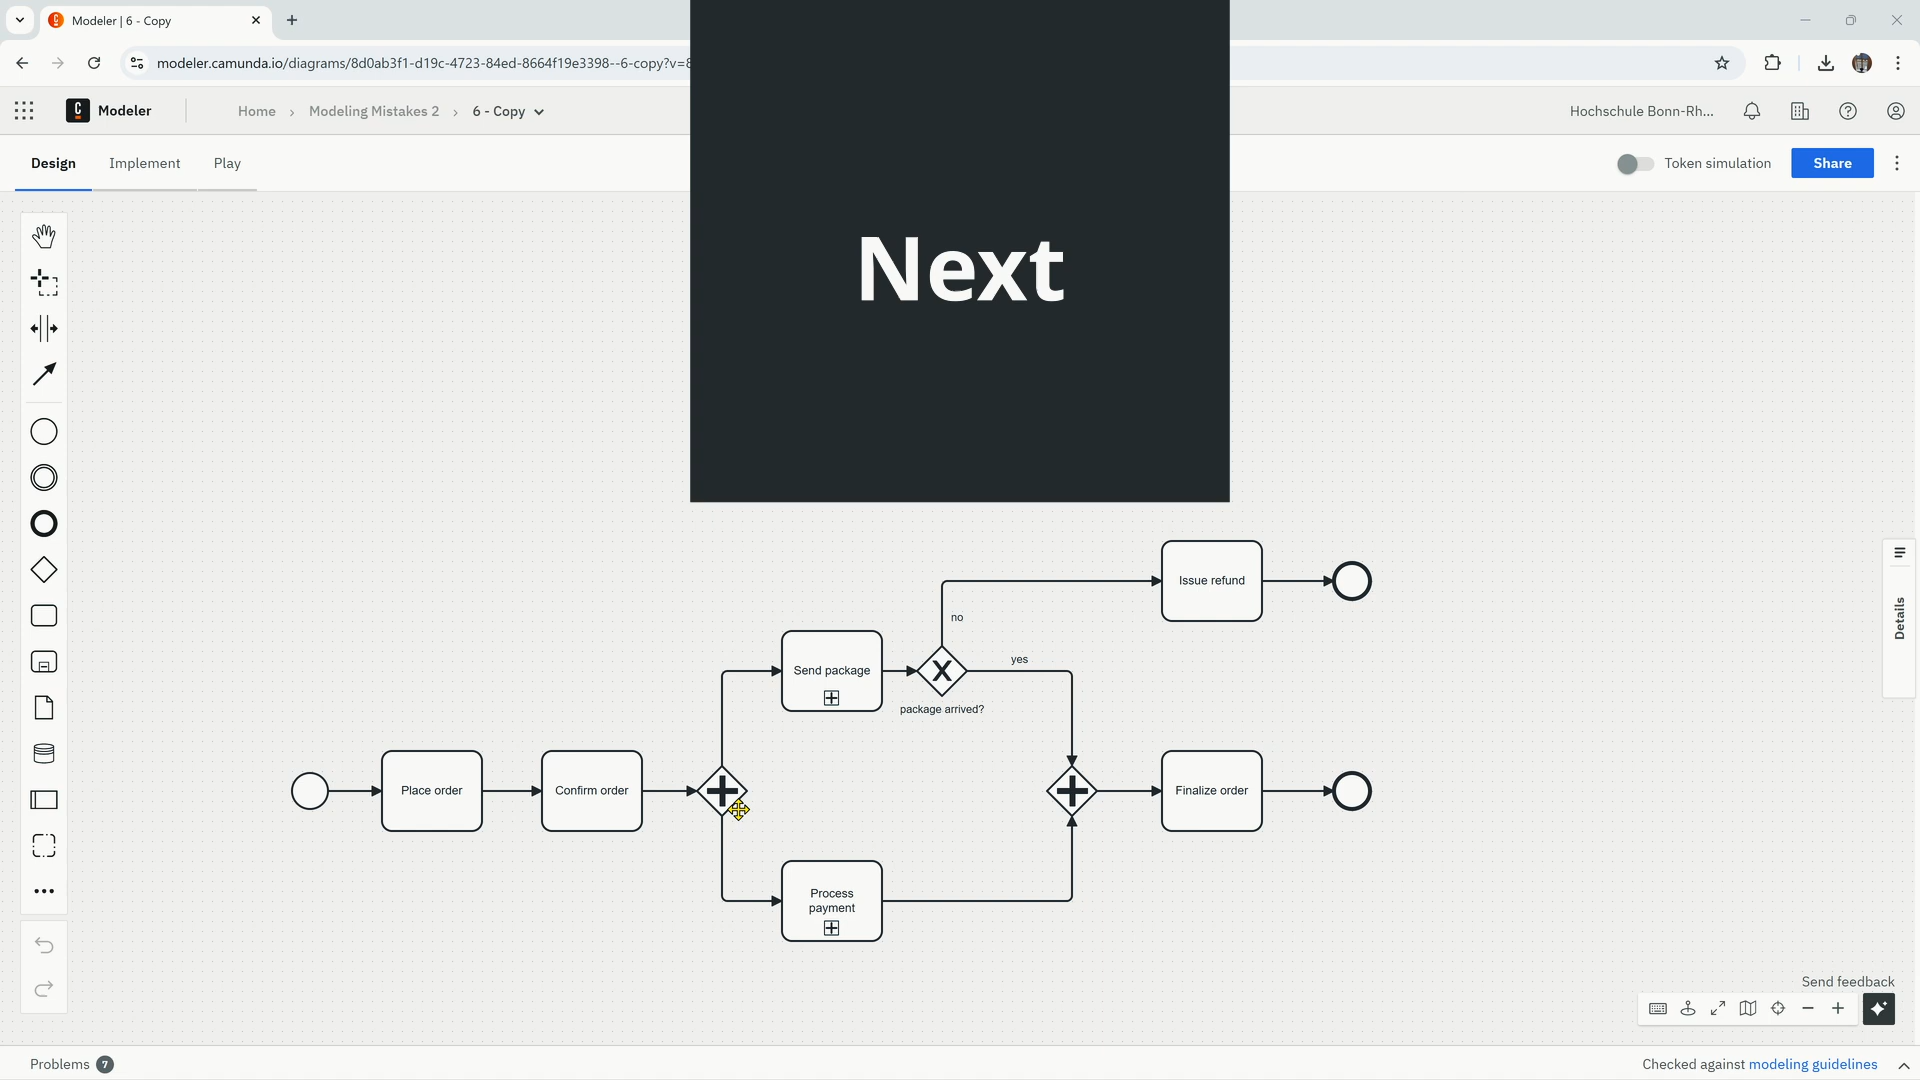 Modeler | 6 - Copy
modeler.camunda.io/diagrams/8d0ab3f1-d19c-4723-84ed-8664f19e3398--6-copy?v=8
Modeler
Home
Modeling Mistakes 2
6 - Copy
Hochschule Bonn-Rh...
Design
Implement
Play
Token simulation
Share
Next
Issue refund
no
yes
Send package
package arrived?
Place order
Confirm order
Finalize order
Process
payment
Details
Send feedback
Problems 7
Checked against modeling guidelines